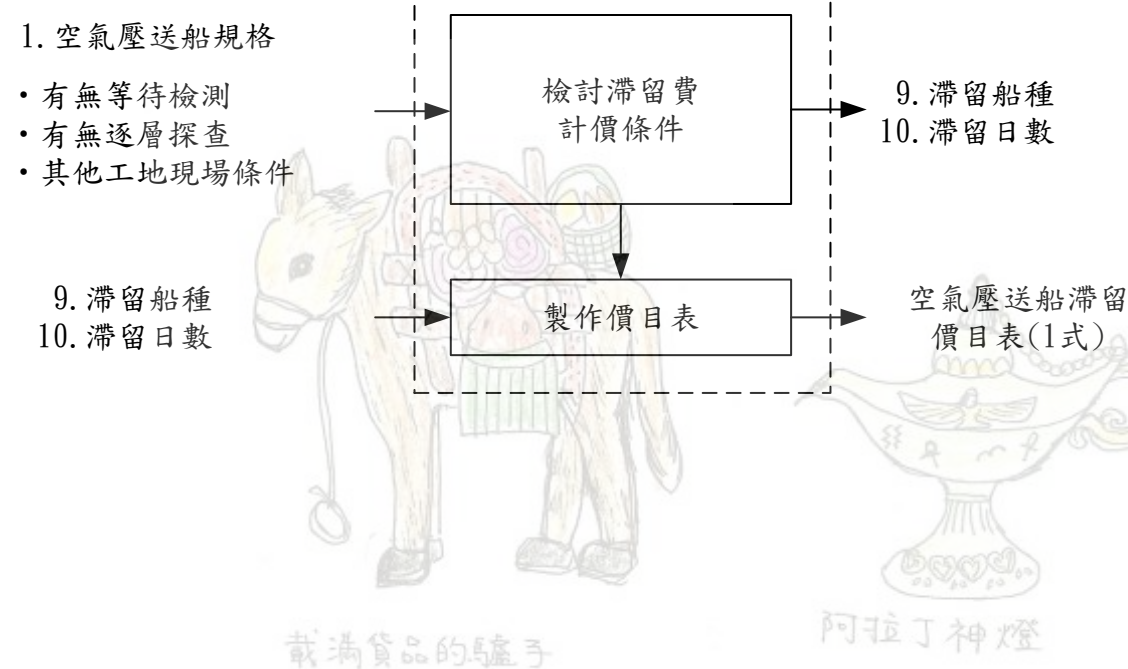 1.空氣壓送船規格
・有無等待檢測
・有無逐層探查
・其他工地現場條件
檢討滯留費
計價條件
9.滯留船種
10.滯留日數
9.滯留船種
10.滯留日數
製作價目表
空氣壓送船滯留
價目表(1式)
載滿貨品的驢子
阿拉丁神燈